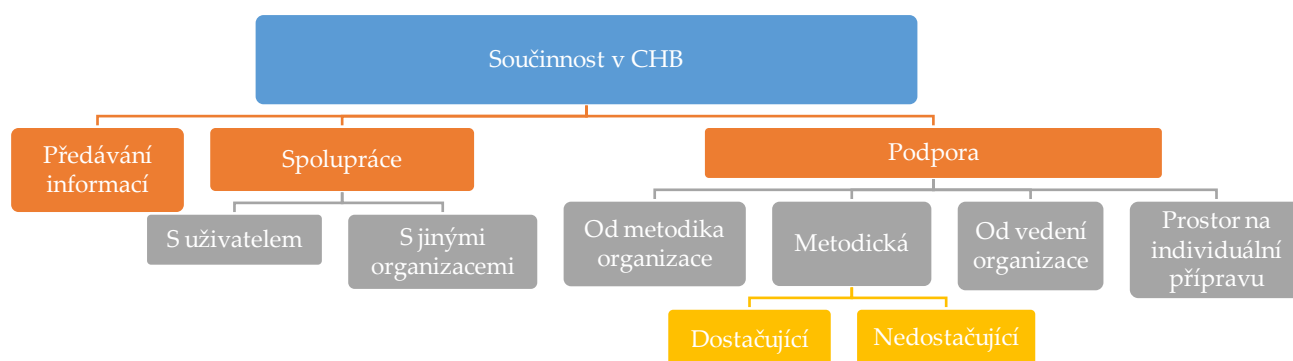 Součinnost v CHB
Předávání
informací
Spolupráce
Podpora
S uživatelem
S jinými
organizacemi
Od metodika
organizace
Metodická
Od vedení
organizace
Prostor na
individuální
přípravu
Dostačující
Nedostačující